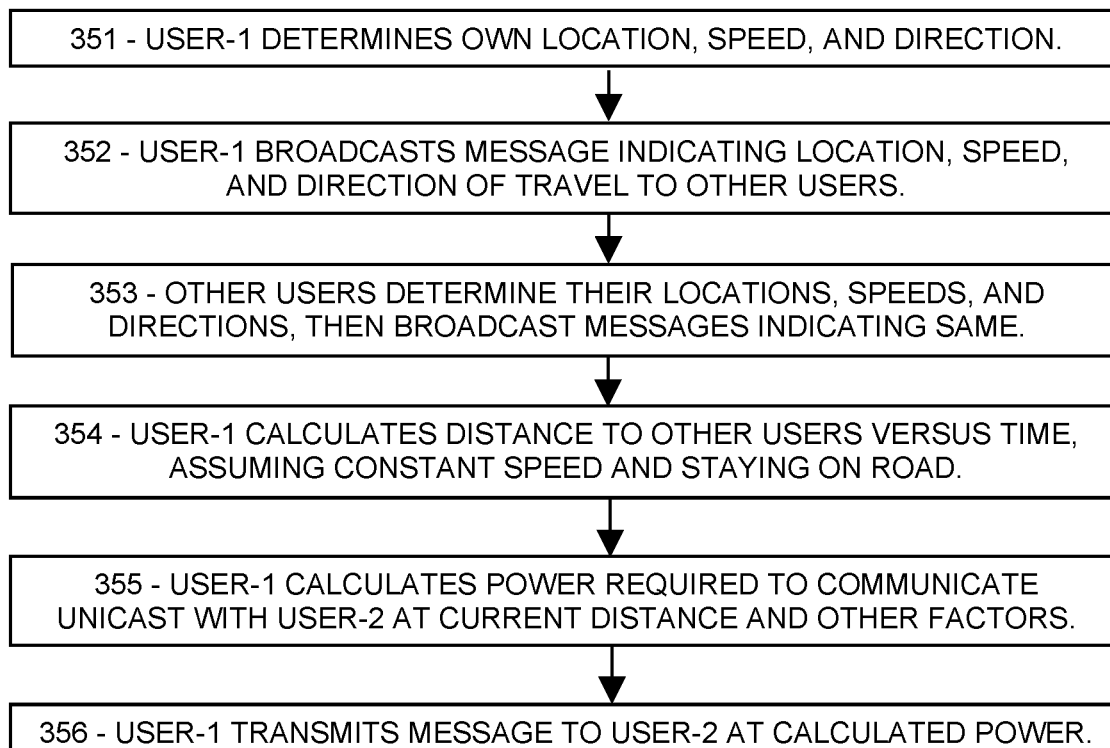 351 - USER-1 DETERMINES OWN LOCATION, SPEED, AND DIRECTION.
352 - USER-1 BROADCASTS MESSAGE INDICATING LOCATION, SPEED,
AND DIRECTION OF TRAVEL TO OTHER USERS.
353 - OTHER USERS DETERMINE THEIR LOCATIONS, SPEEDS, AND
DIRECTIONS, THEN BROADCAST MESSAGES INDICATING SAME.
354 - USER-1 CALCULATES DISTANCE TO OTHER USERS VERSUS TIME,
ASSUMING CONSTANT SPEED AND STAYING ON ROAD.
355 - USER-1 CALCULATES POWER REQUIRED TO COMMUNICATE
UNICAST WITH USER-2 AT CURRENT DISTANCE AND OTHER FACTORS.
356 - USER-1 TRANSMITS MESSAGE TO USER-2 AT CALCULATED POWER.